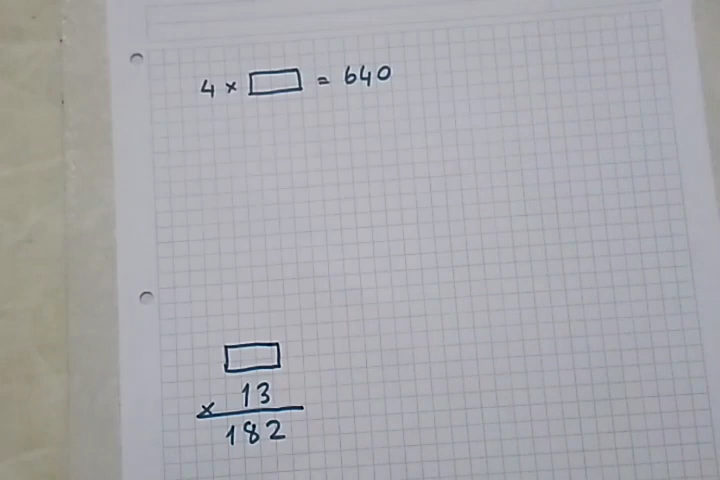 4 × □ = 640
□
× 13
182